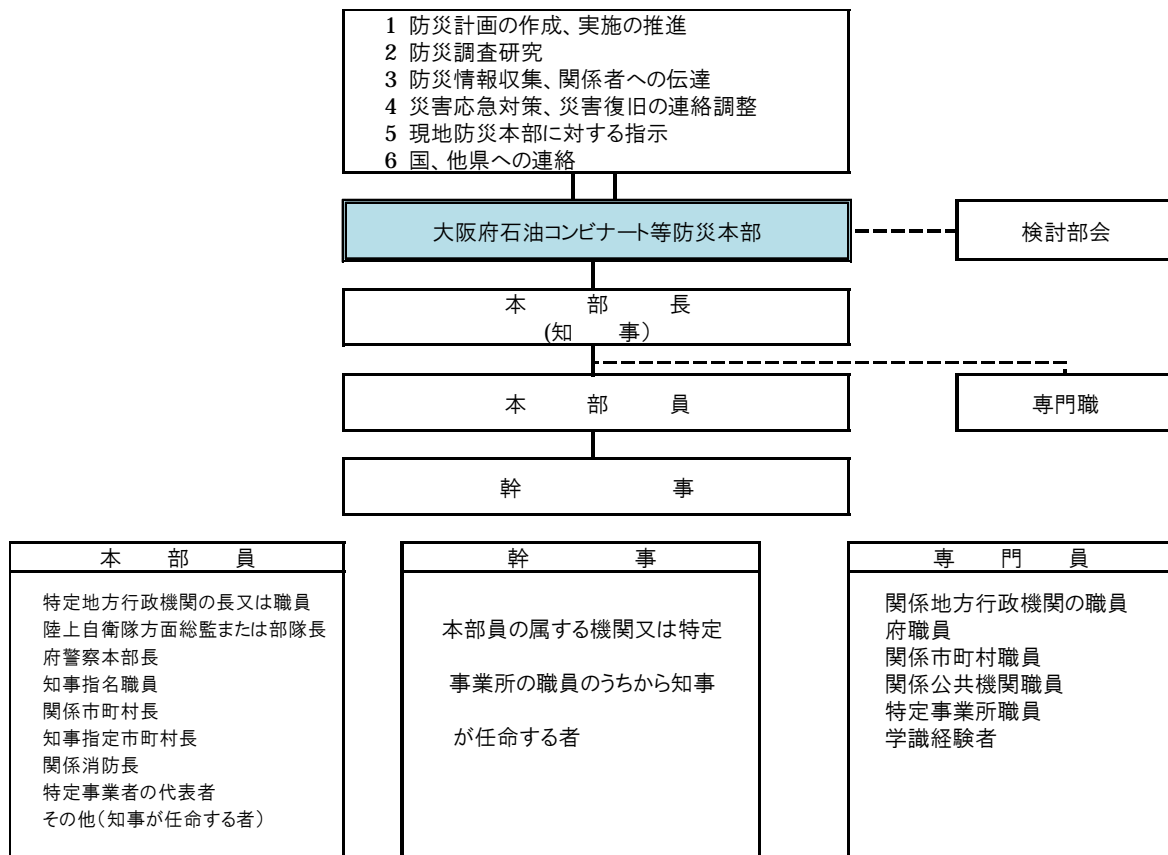 1 防災計画の作成、実施の推進
2 防災調査研究
3 防災情報収集、関係者への伝達
4 災害応急対策、災害復旧の連絡調整
5 現地防災本部に対する指示
6 国、他県への連絡
大阪府石油コンビナート等防災本部
検討部会
本 部 長
(知 事)
本 部 員
専門職
幹 事
本 部 員
特定地方行政機関の長又は職員
陸上自衛隊方面総監または部隊長
府警察本部長
知事指名職員
関係市町村長
知事指定市町村長
関係消防長
特定事業者の代表者
その他(知事が任命する者)
幹 事
本部員の属する機関又は特定
事業所の職員のうちから知事
が任命する者
専 門 員
関係地方行政機関の職員
府職員
関係市町村職員
関係公共機関職員
特定事業所職員
学識経験者